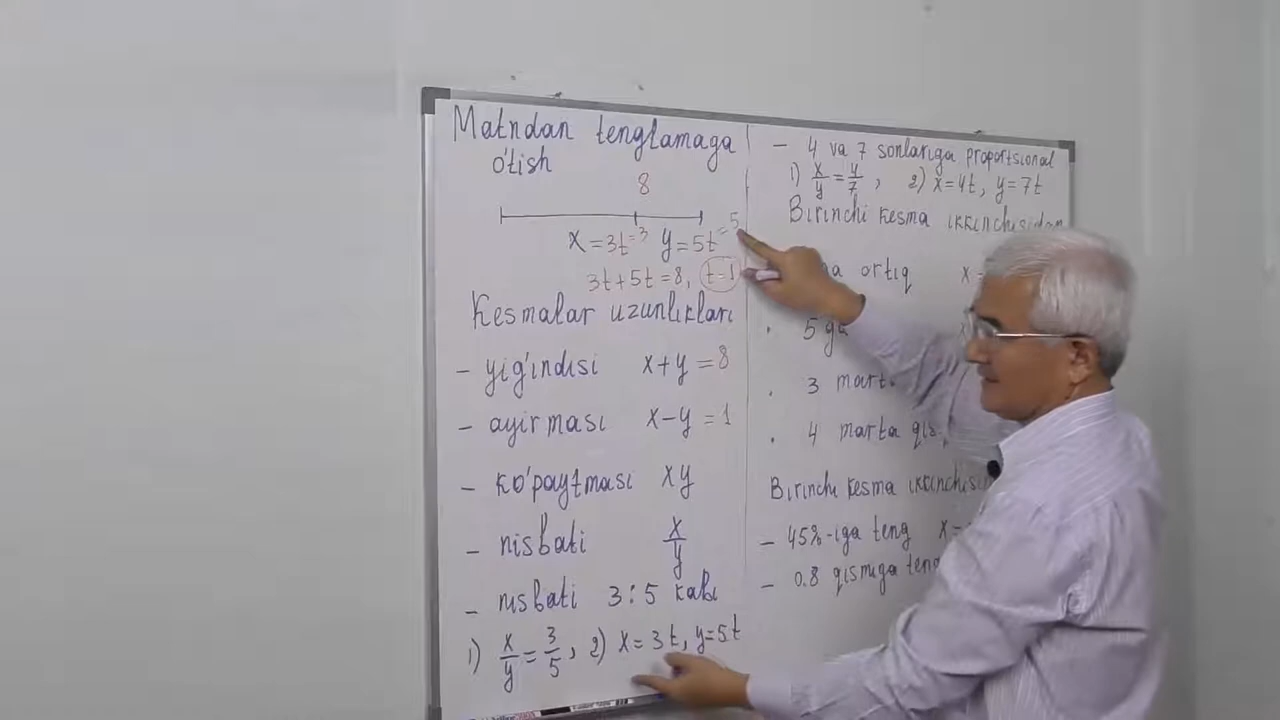 Matndan tenglamaga
o'tish
8
x = 3t = 3 y = 5t = 5
3t + 5t = 8, t = 1
Kesmalar uzunliklari
- yig'indisi x + y = 8
- ayirmasi x - y = 1
- ko'paytmasi xy
- nisbati x/y
- nisbati 3 : 5 kabi
1) x/y = 3/5, 2) x = 3t, y = 5t
- 4 va 7 sonlariga proportsional
1) x/y = 4/7, 2) x = 4t, y = 7t
Birinchi kesma ikkinchisidan
ortiq x =
. 5 ga
. 3
. 4 marta
Birinchi kesma
- 45%-iga teng x =
- 0.8 qismiga teng